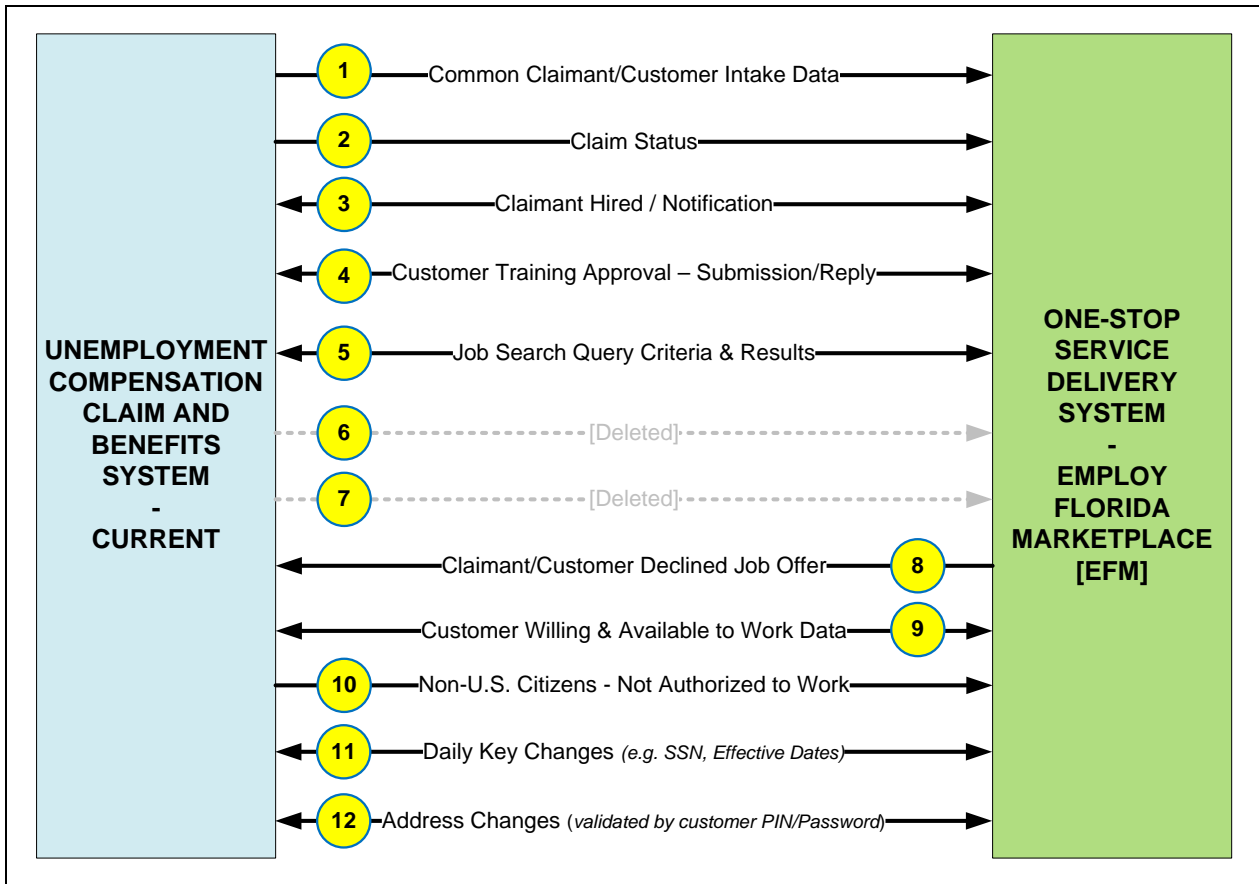 UNEMPLOYMENT
COMPENSATION
CLAIM AND
BENEFITS
SYSTEM
-
CURRENT
1 Common Claimant/Customer Intake Data
2 Claim Status
3 Claimant Hired / Notification
4 Customer Training Approval – Submission/Reply
5 Job Search Query Criteria & Results
6 [Deleted]
7 [Deleted]
Claimant/Customer Declined Job Offer 8
Customer Willing & Available to Work Data 9
10 Non-U.S. Citizens - Not Authorized to Work
11 Daily Key Changes (e.g. SSN, Effective Dates)
12 Address Changes (validated by customer PIN/Password)
ONE-STOP
SERVICE
DELIVERY
SYSTEM
-
EMPLOY
FLORIDA
MARKETPLACE
[EFM]